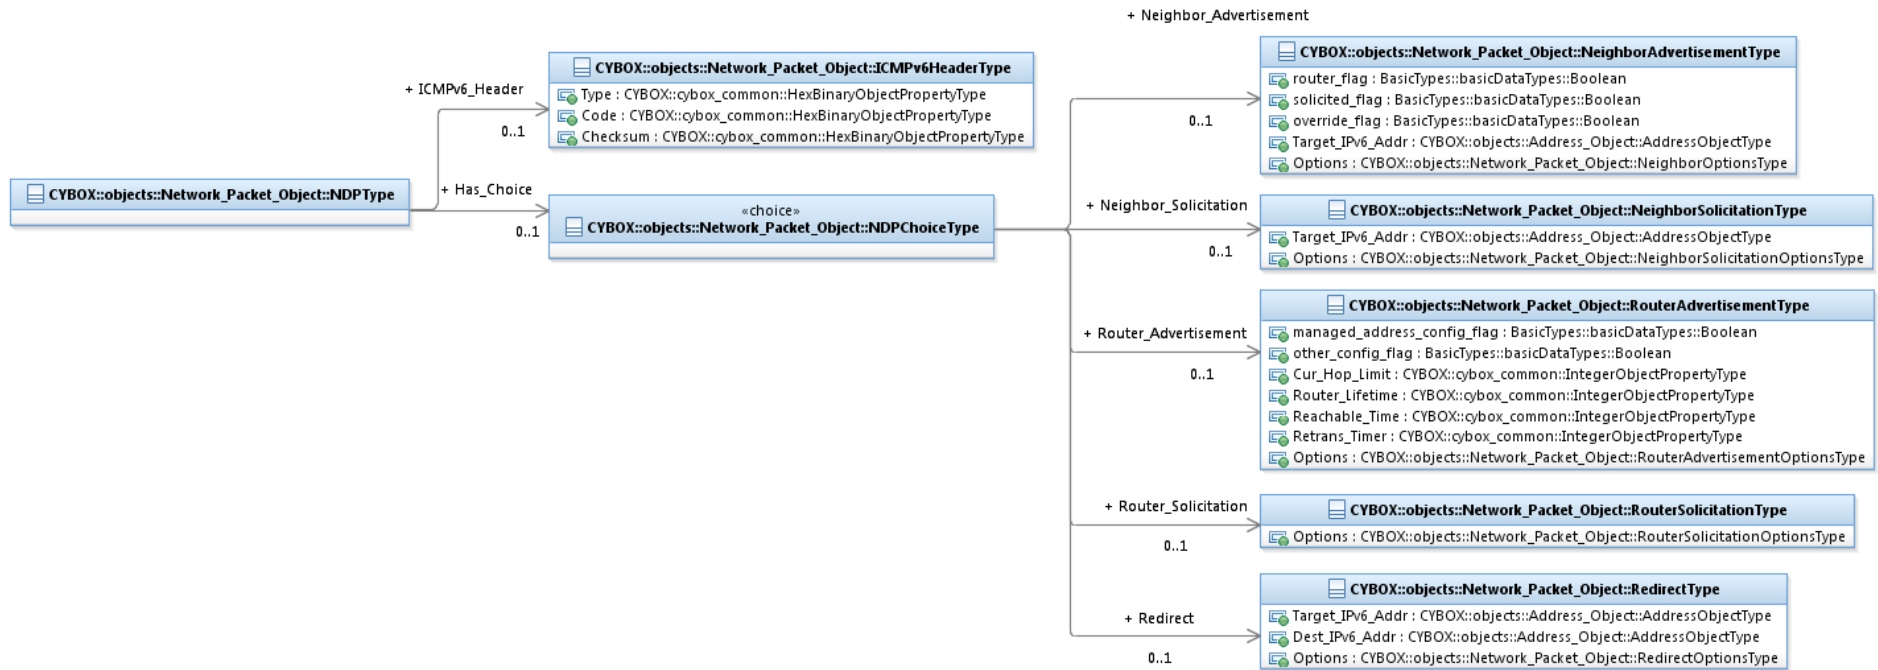 CYBOX::objects::Network_Packet_Object::NDPType
+ ICMPv6_Header
0..1
+ Has_Choice
0..1
CYBOX::objects::Network_Packet_Object::ICMPv6HeaderType
Type : CYBOX::cybox_common::HexBinaryObjectPropertyType
Code : CYBOX::cybox_common::HexBinaryObjectPropertyType
Checksum : CYBOX::cybox_common::HexBinaryObjectPropertyType
«choice»
CYBOX::objects::Network_Packet_Object::NDPChoiceType
+ Neighbor_Advertisement
0..1
CYBOX::objects::Network_Packet_Object::NeighborAdvertisementType
router_flag : BasicTypes::basicDataTypes::Boolean
solicited_flag : BasicTypes::basicDataTypes::Boolean
override_flag : BasicTypes::basicDataTypes::Boolean
Target_IPv6_Addr : CYBOX::objects::Address_Object::AddressObjectType
Options : CYBOX::objects::Network_Packet_Object::NeighborOptionsType
+ Neighbor_Solicitation
0..1
CYBOX::objects::Network_Packet_Object::NeighborSolicitationType
Target_IPv6_Addr : CYBOX::objects::Address_Object::AddressObjectType
Options : CYBOX::objects::Network_Packet_Object::NeighborSolicitationOptionsType
+ Router_Advertisement
0..1
CYBOX::objects::Network_Packet_Object::RouterAdvertisementType
managed_address_config_flag : BasicTypes::basicDataTypes::Boolean
other_config_flag : BasicTypes::basicDataTypes::Boolean
Cur_Hop_Limit : CYBOX::cybox_common::IntegerObjectPropertyType
Router_Lifetime : CYBOX::cybox_common::IntegerObjectPropertyType
Reachable_Time : CYBOX::cybox_common::IntegerObjectPropertyType
Retrans_Timer : CYBOX::cybox_common::IntegerObjectPropertyType
Options : CYBOX::objects::Network_Packet_Object::RouterAdvertisementOptionsType
+ Router_Solicitation
0..1
CYBOX::objects::Network_Packet_Object::RouterSolicitationType
Options : CYBOX::objects::Network_Packet_Object::RouterSolicitationOptionsType
+ Redirect
0..1
CYBOX::objects::Network_Packet_Object::RedirectType
Target_IPv6_Addr : CYBOX::objects::Address_Object::AddressObjectType
Dest_IPv6_Addr : CYBOX::objects::Address_Object::AddressObjectType
Options : CYBOX::objects::Network_Packet_Object::RedirectOptionsType